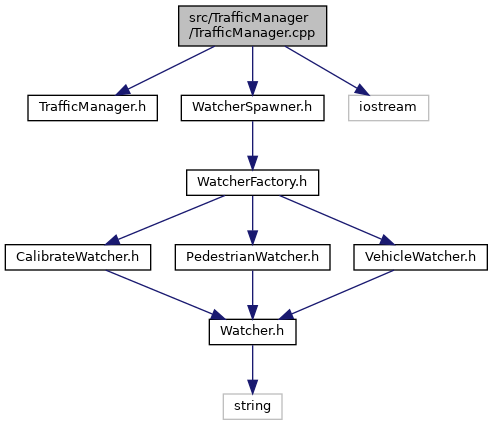 src/TrafficManager
/TrafficManager.cpp
TrafficManager.h
WatcherSpawner.h
iostream
WatcherFactory.h
CalibrateWatcher.h
PedestrianWatcher.h
VehicleWatcher.h
Watcher.h
string